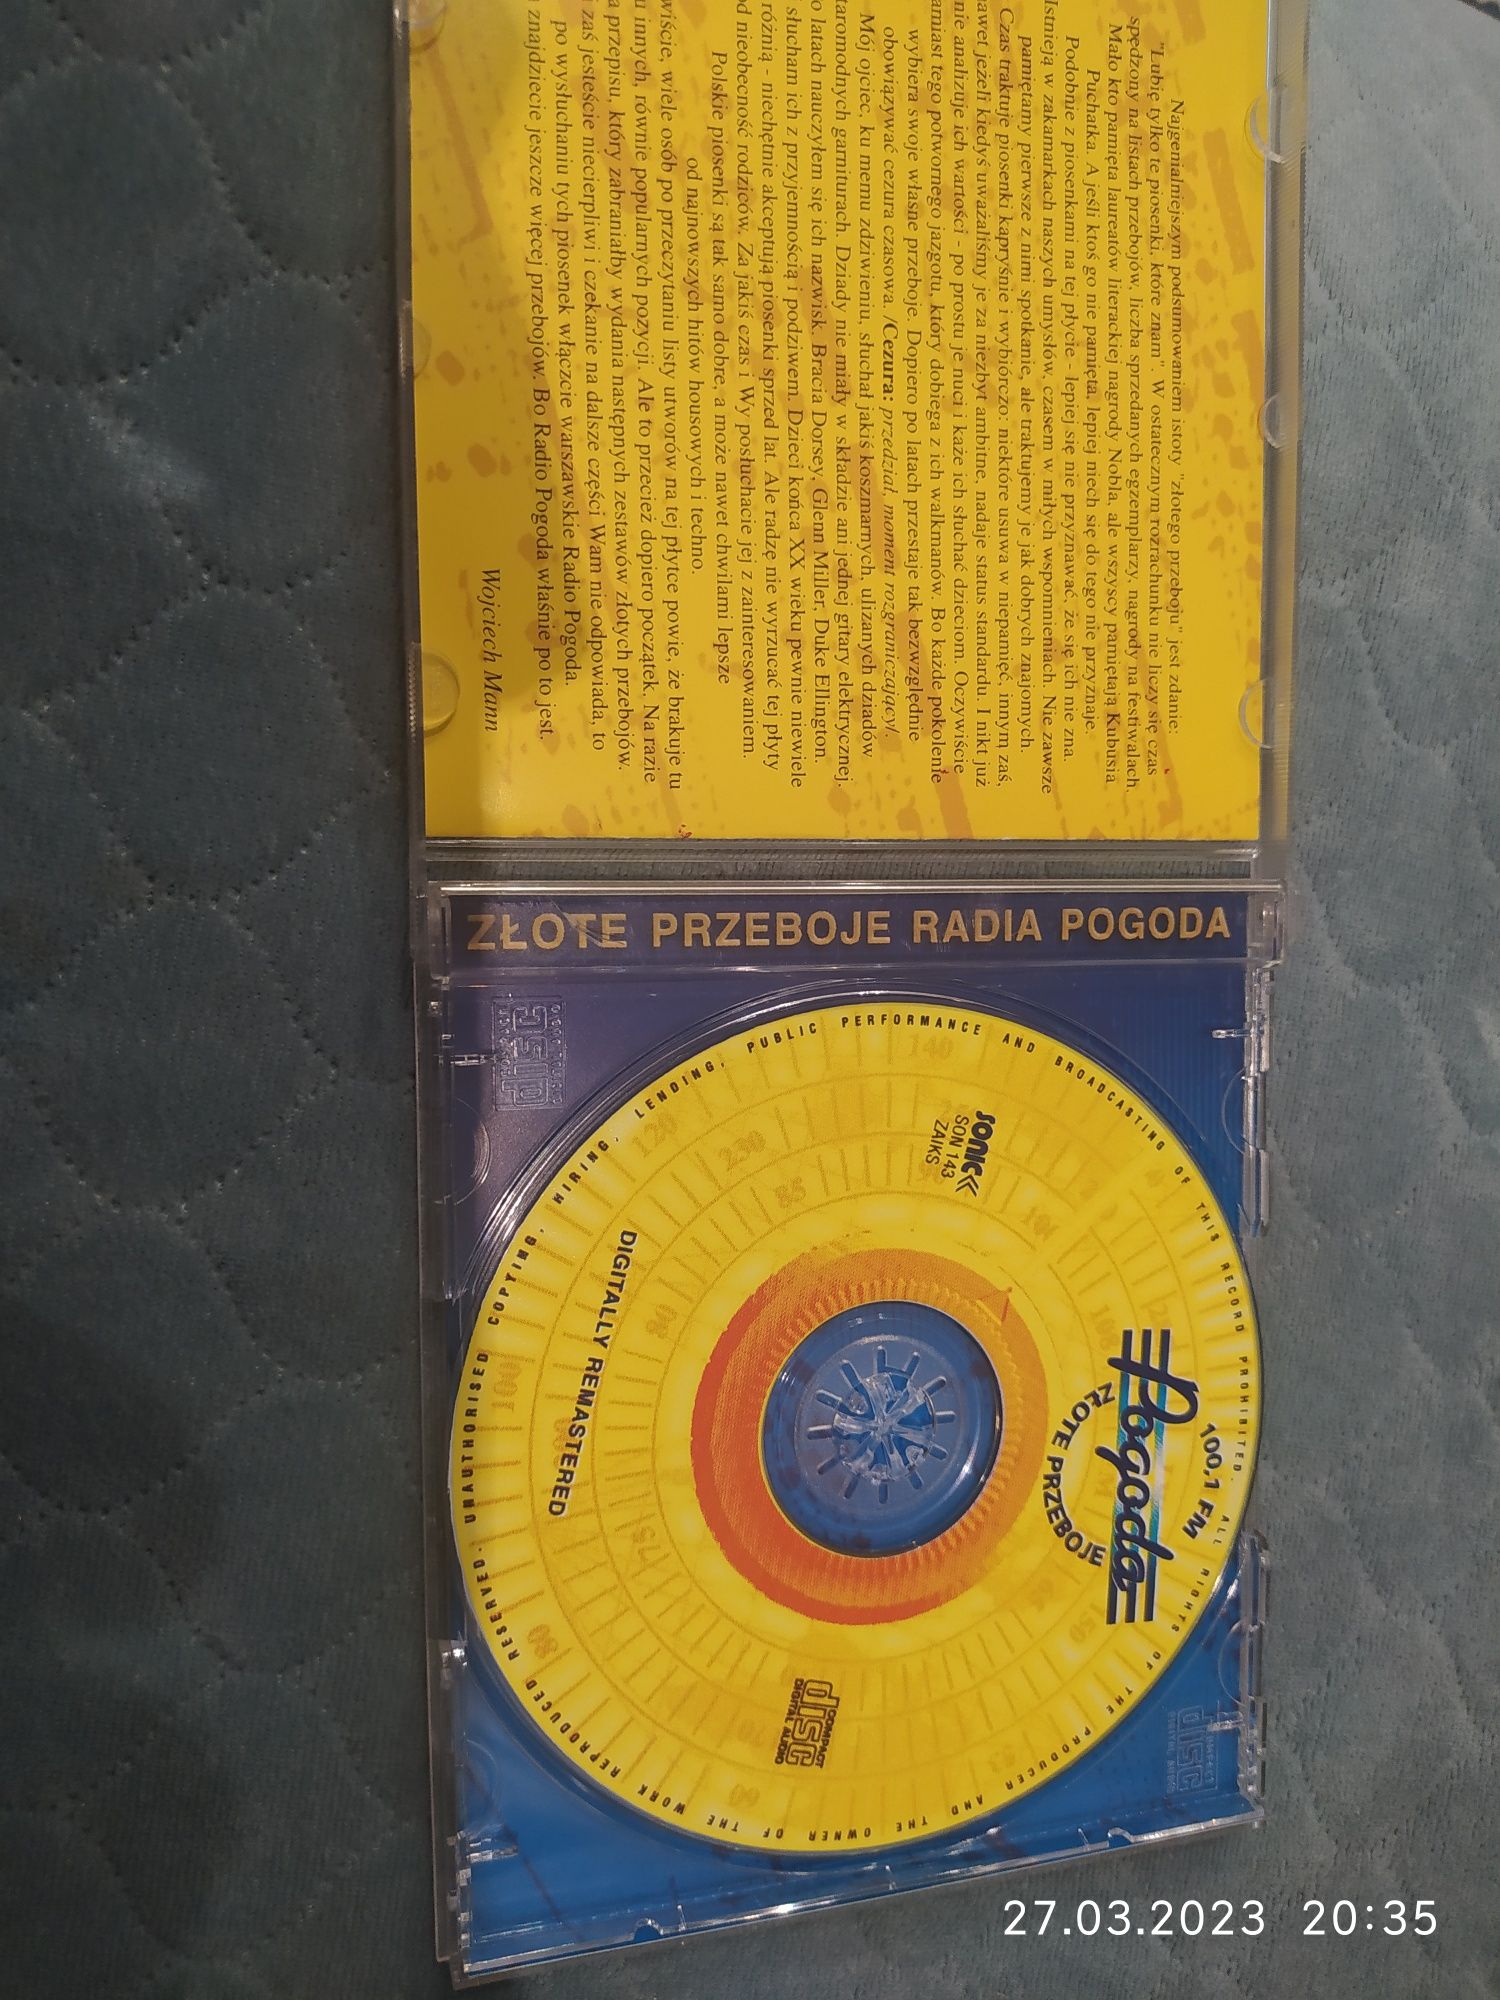 Najgenialniejszym podsumowaniem istoty "złotego przeboju" jest zdanie:
"Lubię tylko te piosenki, które znam". W ostatecznym rozrachunku nie liczy się czas
spędzony na listach przebojów, liczba sprzedanych egzemplarzy, nagrody na festiwalach.
Mało kto pamięta laureatów literackiej nagrody Nobla, ale wszyscy pamiętają Kubusia
Puchatka. A jeśli ktoś go nie pamięta, lepiej niech się do tego nie przyznaje.
Podobnie z piosenkami na tej płycie - lepiej się nie przyznawać, że się ich nie zna.
Istnieją w zakamarkach naszych umysłów, czasem w miłych wspomnieniach. Nie zawsze
pamiętamy pierwsze z nimi spotkanie, ale traktujemy je jak dobrych znajomych.
Czas traktuje piosenki kapryśnie i wybiórczo: niektóre usuwa w niepamięć, innym zaś,
nawet jeżeli kiedyś uważaliśmy je za niezbyt ambitne, nadaje status standardu. I nikt już
nie analizuje ich wartości - po prostu je nuci i każe ich słuchać dzieciom. Oczywiście
zamiast tego potwornego jazgotu, który dobiega z ich walkmanów. Bo każde pokolenie
wybiera swoje własne przeboje. Dopiero po latach przestaje tak bezwzględnie
obowiązywać cezura czasowa. /Cezura: przedział, moment rozgraniczający/.
Mój ojciec, ku memu zdziwieniu, słuchał jakiś koszmarnych, ulizanych dziadów
staromodnych garniturach. Dziady nie miały w składzie ani jednej gitary elektrycznej.
o latach nauczyłem się ich nazwisk. Bracia Dorsey, Glenn Miller, Duke Ellington.
słucham ich z przyjemnością i podziwem. Dzieci końca XX wieku pewnie niewiele
różnią - niechętnie akceptują piosenki sprzed lat. Ale radzę nie wyrzucać tej płyty
d nieobecność rodziców. Za jakiś czas i Wy posłuchacie jej z zainteresowaniem.
Polskie piosenki są tak samo dobre, a może nawet chwilami lepsze
od najnowszych hitów housowych i techno.
wiście, wiele osób po przeczytaniu listy utworów na tej płytce powie, że brakuje tu
u innych, równie popularnych pozycji. Ale to przecież dopiero początek. Na razie
a przepisu, który zabraniałby wydania następnych zestawów złotych przebojów.
i zaś jesteście niecierpliwi i czekanie na dalsze części Wam nie odpowiada, to
po wysłuchaniu tych piosenek włączcie warszawskie Radio Pogoda.
znajdziecie jeszcze więcej przebojów. Bo Radio Pogoda właśnie po to jest.
Wojciech Mann
ZŁOTE PRZEBOJE RADIA POGODA
100.1 FM
Pogoda
ZŁOTE PRZEBOJE
SONIC
SON 143
ZAIKS
COMPACT
disc
DIGITAL AUDIO
DIGITALLY REMASTERED
ALL RIGHTS OF THE PRODUCER AND THE OWNER OF THE WORK REPRODUCED RESERVED. UNAUTHORISED COPYING, HIRING, LENDING, PUBLIC PERFORMANCE AND BROADCASTING OF THIS RECORD PROHIBITED.
COMPACT
disc
DIGITAL AUDIO
27.03.2023 20:35